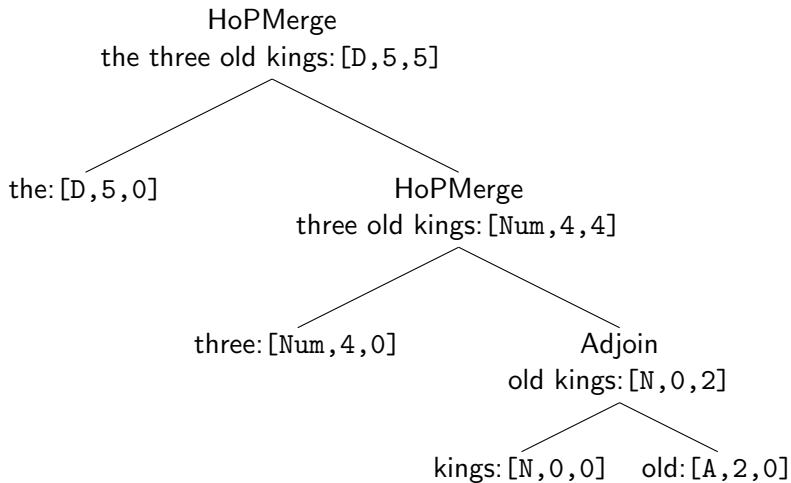 HoPMerge
the three old kings:[D,5,5]
the:[D,5,0]
HoPMerge
three old kings:[Num,4,4]
three:[Num,4,0]
Adjoin
old kings:[N,0,2]
kings:[N,0,0]
old:[A,2,0]